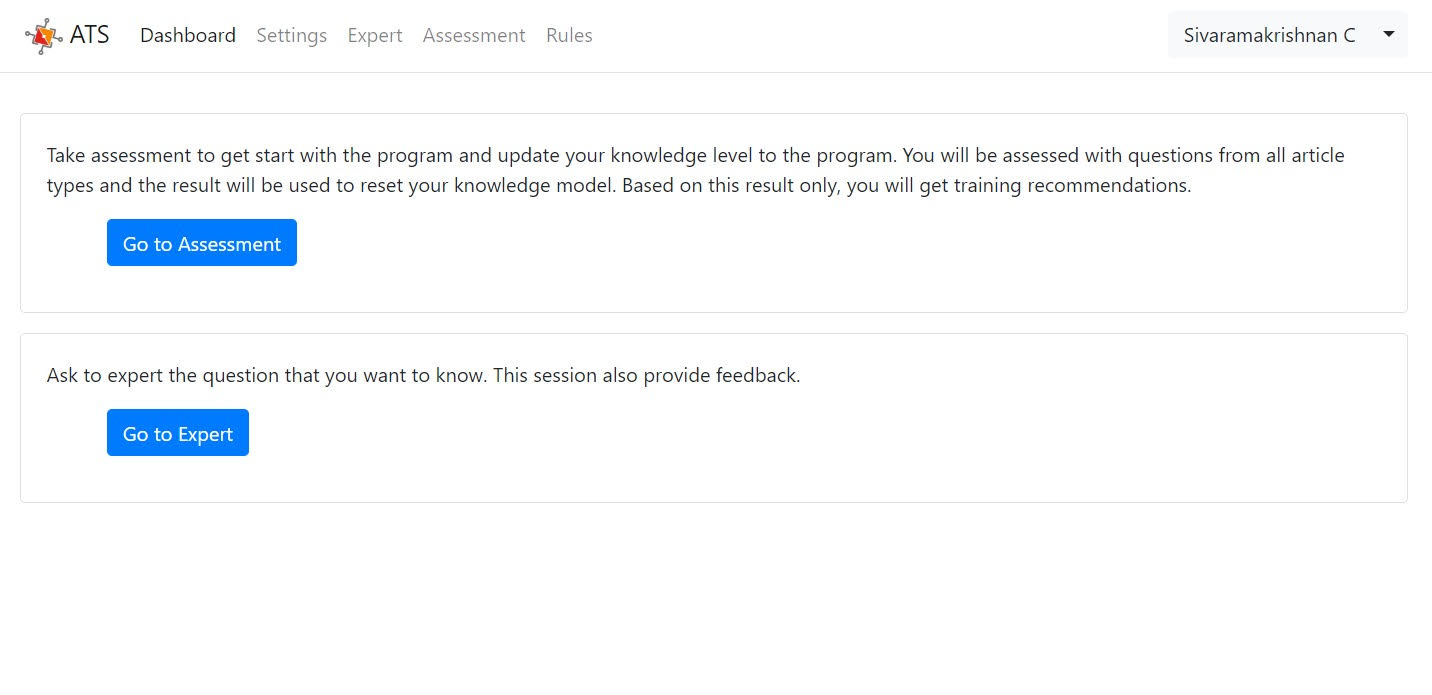 ATS Dashboard Settings Expert Assessment Rules Sivaramakrishnan C
Take assessment to get start with the program and update your knowledge level to the program. You will be assessed with questions from all article
types and the result will be used to reset your knowledge model. Based on this result only, you will get training recommendations.
Go to Assessment
Ask to expert the question that you want to know. This session also provide feedback.
Go to Expert